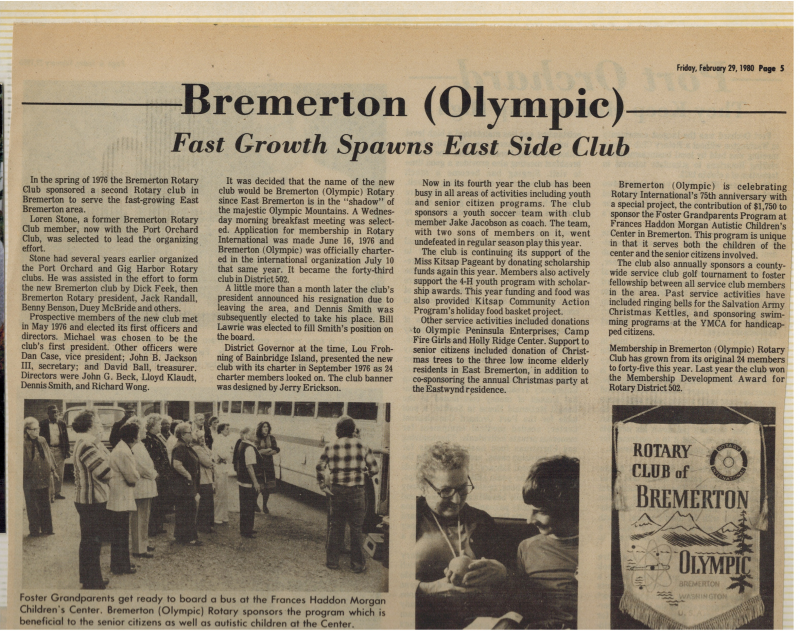 Friday, February 29, 1980 Page 5
Bremerton (Olympic)
Fast Growth Spawns East Side Club
In the spring of 1976 the Bremerton Rotary
Club sponsored a second Rotary club in
Bremerton to serve the fast-growing East
Bremerton area.
Loren Stone, a former Bremerton Rotary
Club member, now with the Port Orchard
Club, was selected to lead the organizing
effort.
Stone had several years earlier organized
the Port Orchard and Gig Harbor Rotary
clubs. He was assisted in the effort to form
the new Bremerton club by Dick Feek, then
Bremerton Rotary president, Jack Randall,
Benny Benson, Duey McBride and others.
Prospective members of the new club met
in May 1976 and elected its first officers and
directors. Michael was chosen to be the
club's first president. Other officers were
Dan Case, vice president; John B. Jackson
III, secretary; and David Ball, treasurer.
Directors were John G. Beck, Lloyd Klaudt,
Dennis Smith, and Richard Wong.
It was decided that the name of the new
club would be Bremerton (Olympic) Rotary
since East Bremerton is in the "shadow" of
the majestic Olympic Mountains. A Wednes-
day morning breakfast meeting was select-
ed. Application for membership in Rotary
International was made June 16, 1976 and
Bremerton (Olympic) was officially charter-
ed in the international organization July 10
that same year. It became the forty-third
club in District 502.
A little more than a month later the club's
president announced his resignation due to
leaving the area, and Dennis Smith was
subsequently elected to take his place. Bill
Lawrie was elected to fill Smith's position on
the board.
District Governor at the time, Lou Froh-
ning of Bainbridge Island, presented the new
club with its charter in September 1976 as 24
charter members looked on. The club banner
was designed by Jerry Erickson.
Now in its fourth year the club has been
busy in all areas of activities including youth
and senior citizen programs. The club
sponsors a youth soccer team with club
member Jake Jacobson as coach. The team,
with two sons of members on it, went
undefeated in regular season play this year.
The club is continuing its support of the
Miss Kitsap Pageant by donating scholarship
funds again this year. Members also actively
support the 4-H youth program with scholar-
ship awards. This year funding and food was
also provided Kitsap Community Action
Program's holiday food basket project.
Other service activities included donations
to Olympic Peninsula Enterprises, Camp
Fire Girls and Holly Ridge Center. Support to
senior citizens included donation of Christ-
mas trees to the three low income elderly
residents in East Bremerton, in addition to
co-sponsoring the annual Christmas party at
the Eastwynd residence.
Bremerton (Olympic) is celebrating
Rotary International's 75th anniversary with
a special project, the contribution of $1,750 to
sponsor the Foster Grandparents Program at
Frances Haddon Morgan Autistic Children's
Center in Bremerton. This program is unique
in that it serves both the children of the
center and the senior citizens involved.
The club also annually sponsors a county-
wide service club golf tournament to foster
fellowship between all service club members
in the area. Past service activities have
included ringing bells for the Salvation Army
Christmas Kettles, and sponsoring swim-
ming programs at the YMCA for handicap-
ped citizens.
Membership in Bremerton (Olympic) Rotary
Club has grown from its original 24 members
to forty-five this year. Last year the club won
the Membership Development Award for
Rotary District 502.
ROTARY
CLUB of
BREMERTON
OLYMPIC
BREMERTON
WASHINGTON
Foster Grandparents get ready to board a bus at the Frances Haddon Morgan
Children's Center. Bremerton (Olympic) Rotary sponsors the program which is
beneficial to the senior citizens as well as autistic children at the Center.